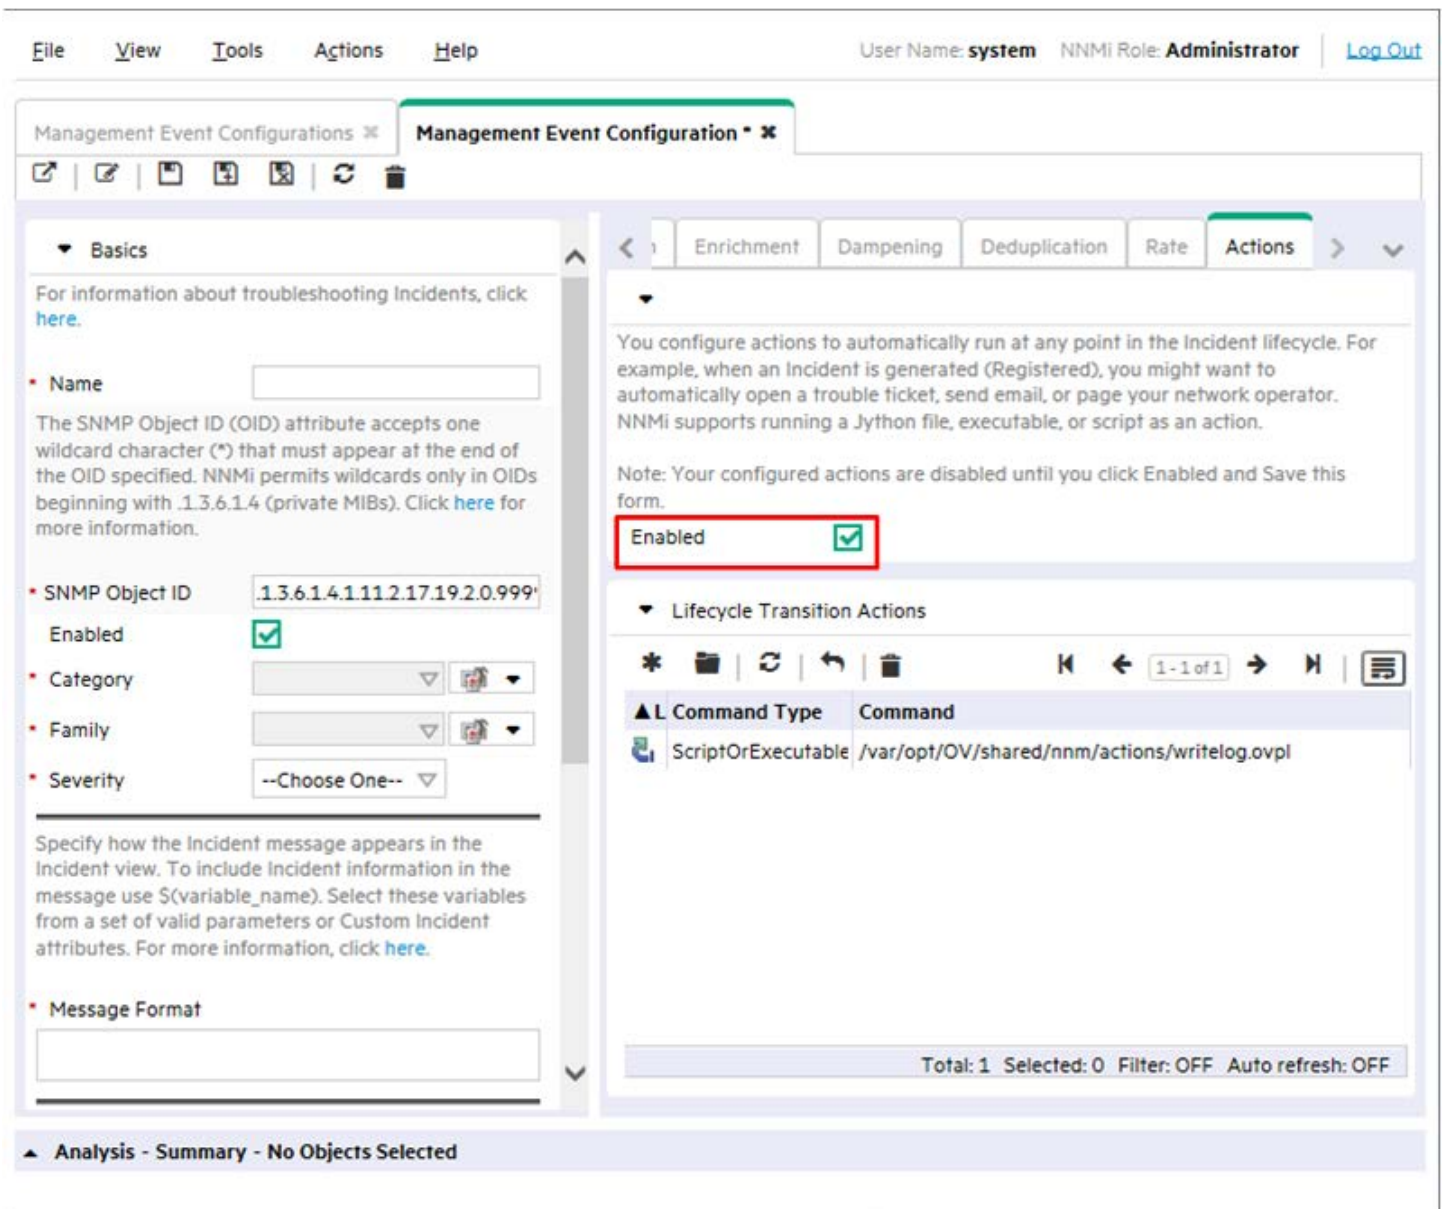 File View Tools Actions Help User Name: system NNMi Role: Administrator Log Out
Management Event Configurations Management Event Configuration *
Basics
For information about troubleshooting Incidents, click
here.
* Name
The SNMP Object ID (OID) attribute accepts one
wildcard character (*) that must appear at the end of
the OID specified. NNMi permits wildcards only in OIDs
beginning with .1.3.6.1.4 (private MIBs). Click here for
more information.
* SNMP Object ID .1.3.6.1.4.1.11.2.17.19.2.0.999
Enabled
* Category
* Family
* Severity --Choose One--
Specify how the Incident message appears in the
Incident view. To include Incident information in the
message use $(variable_name). Select these variables
from a set of valid parameters or Custom Incident
attributes. For more information, click here.
* Message Format
Enrichment Dampening Deduplication Rate Actions
You configure actions to automatically run at any point in the Incident lifecycle. For
example, when an Incident is generated (Registered), you might want to
automatically open a trouble ticket, send email, or page your network operator.
NNMi supports running a Jython file, executable, or script as an action.
Note: Your configured actions are disabled until you click Enabled and Save this
form.
Enabled
Lifecycle Transition Actions
1 - 1 of 1
▲L Command Type Command
ScriptOrExecutable /var/opt/OV/shared/nnm/actions/writelog.ovpl
Total: 1 Selected: 0 Filter: OFF Auto refresh: OFF
Analysis - Summary - No Objects Selected